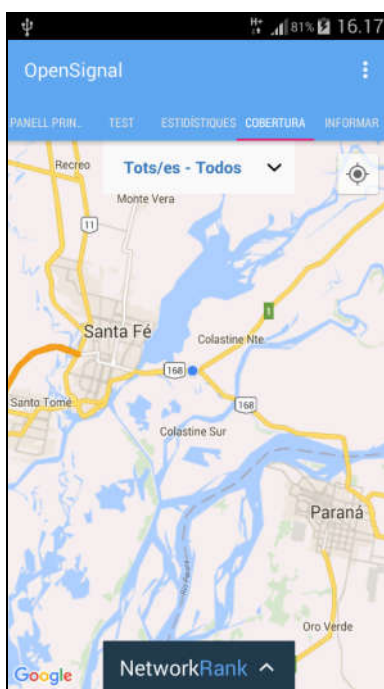 H+ 81% 16.17
OpenSignal
PANELL PRIN.. TEST ESTIDÍSTIQUES COBERTURA INFORMAR
Recreo
Tots/es - Todos
Monte Vera
11
1
Santa Fé
Colastine Nte
168
Santo Tomé
168
Colastine Sur
Paraná
Oro Verde
Google
NetworkRank